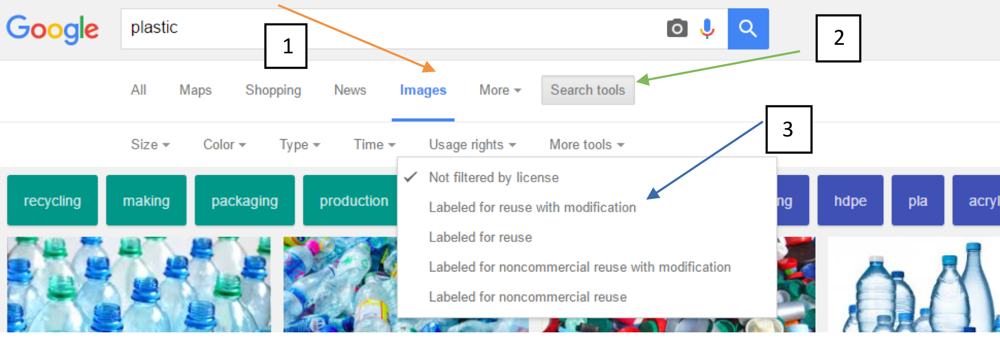 Google plastic
1
2
All Maps Shopping News Images More Search tools
3
Size Color Type Time Usage rights More tools
Not filtered by license
recycling making packaging production hdpe pla
Labeled for reuse with modification
Labeled for reuse
Labeled for noncommercial reuse with modification
Labeled for noncommercial reuse